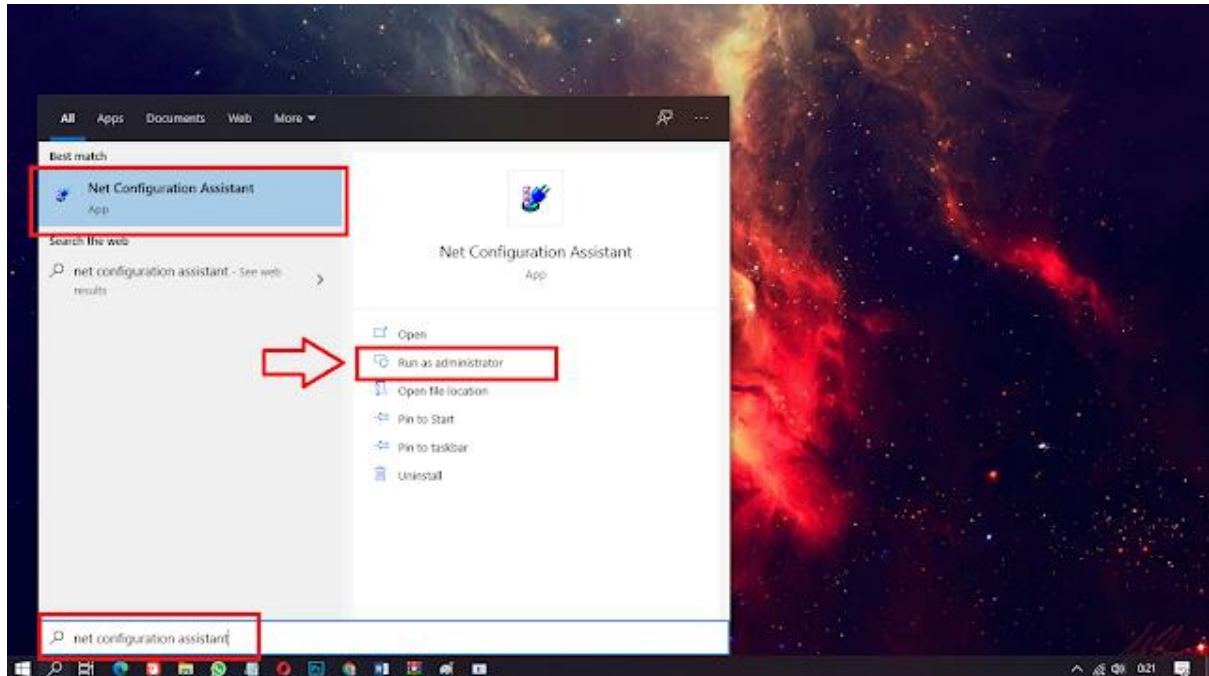 All Apps Documents Web More
Best match
Net Configuration Assistant
App
Search the web
net configuration assistant - See web
results
Net Configuration Assistant
App
Open
Run as administrator
Open file location
Pin to Start
Pin to taskbar
Uninstall
net configuration assistant
0:21